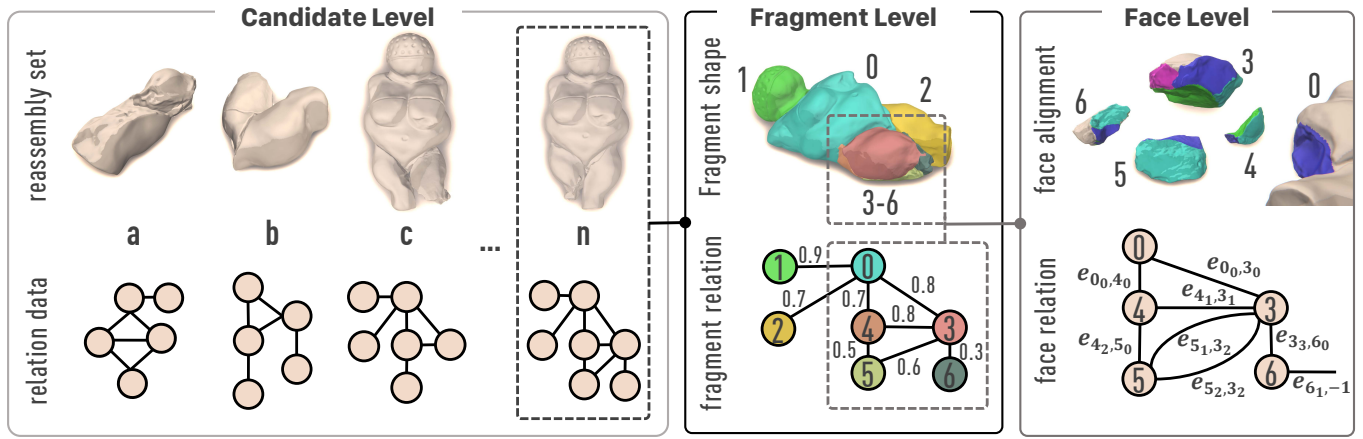 Candidate Level
reassembly set
a
b
c
...
n
relation data
Fragment Level
Fragment shape
1
0
2
3-6
fragment relation
1
0.9
0
0.8
0.7
0.7
2
4
0.8
3
0.5
0.6
0.3
5
6
Face Level
face alignment
3
0
6
5
4
face relation
0
e₀₀,₃₀
e₀₀,₄₀
e₄₁,₃₁
4
3
e₄₂,₅₀
e₅₁,₃₂
e₃₃,₆₀
5
6
e₅₂,₃₂
e₆₁,₋₁